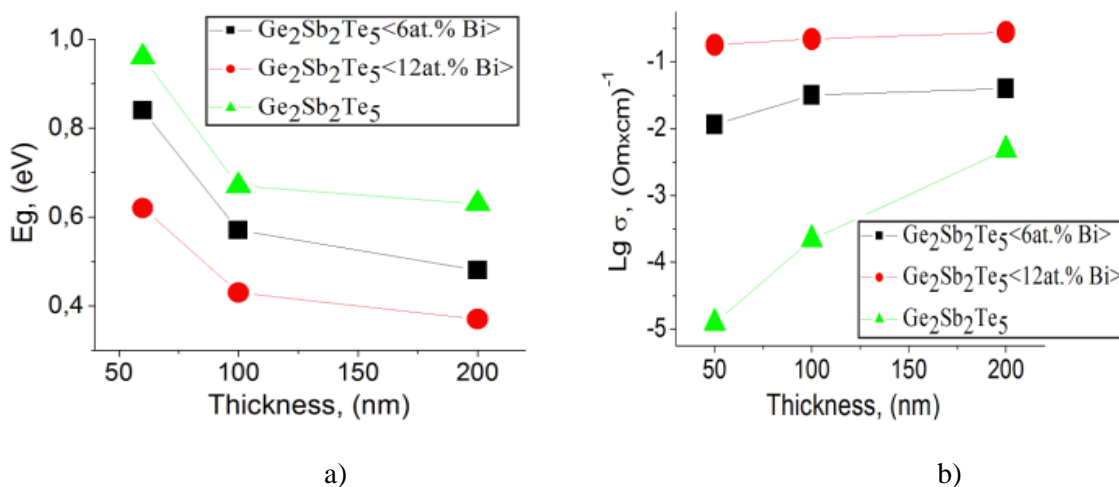 Ge2Sb2Te5<6at.% Bi>
Ge2Sb2Te5<12at.% Bi>
Ge2Sb2Te5
1,0
0,8
0,6
0,4
Eg, (eV)
50 100 150 200
Thickness, (nm)
a)
-1
-2
-3
-4
-5
Lg σ, (Om×cm)^-1
Ge2Sb2Te5<6at.% Bi>
Ge2Sb2Te5<12at.% Bi>
Ge2Sb2Te5
50 100 150 200
Thickness, (nm)
b)